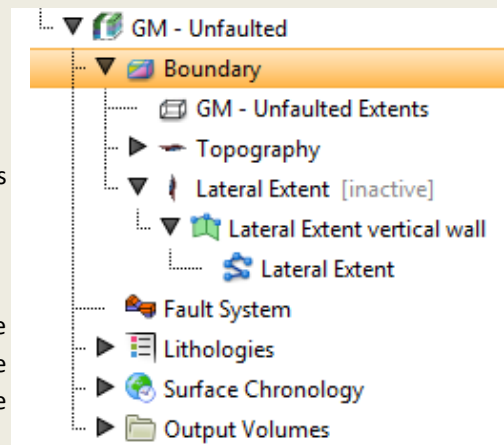 GM - Unfaulted
Boundary
GM - Unfaulted Extents
Topography
s
Lateral Extent [inactive]
Lateral Extent vertical wall
Lateral Extent
Fault System
e
Lithologies
e
Surface Chronology
e
Output Volumes